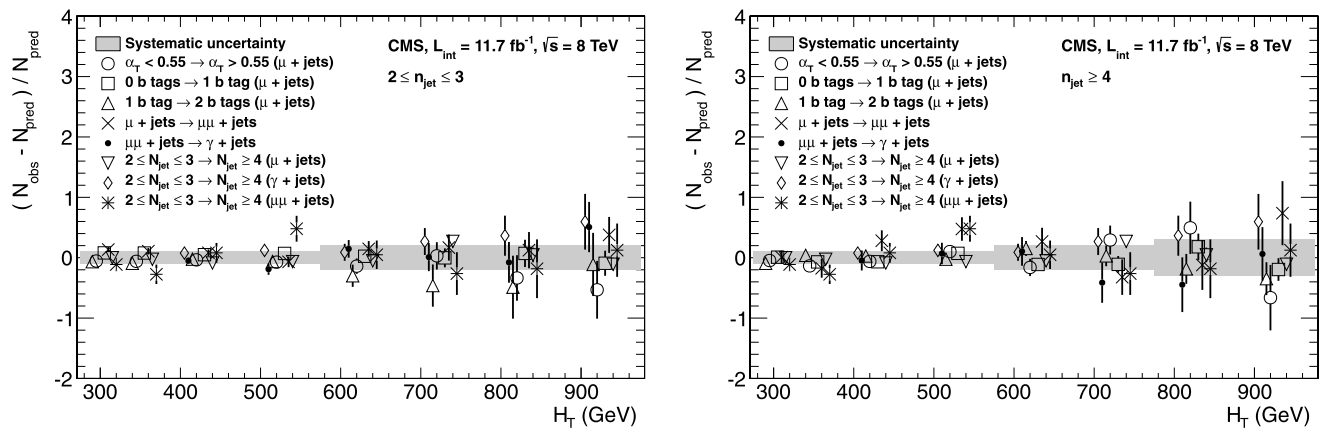 4
3
2
1
0
-1
-2
( N_obs - N_pred ) / N_pred
Systematic uncertainty
α_T < 0.55 → α_T > 0.55 (μ + jets)
0 b tags → 1 b tag (μ + jets)
1 b tag → 2 b tags (μ + jets)
μ + jets → μμ + jets
μμ + jets → γ + jets
2 ≤ N_jet ≤ 3 → N_jet ≥ 4 (μ + jets)
2 ≤ N_jet ≤ 3 → N_jet ≥ 4 (γ + jets)
2 ≤ N_jet ≤ 3 → N_jet ≥ 4 (μμ + jets)
CMS, L_int = 11.7 fb⁻¹, √s = 8 TeV
2 ≤ n_jet ≤ 3
300 400 500 600 700 800 900
H_T (GeV)
4
3
2
1
0
-1
-2
( N_obs - N_pred ) / N_pred
Systematic uncertainty
α_T < 0.55 → α_T > 0.55 (μ + jets)
0 b tags → 1 b tag (μ + jets)
1 b tag → 2 b tags (μ + jets)
μ + jets → μμ + jets
μμ + jets → γ + jets
2 ≤ N_jet ≤ 3 → N_jet ≥ 4 (μ + jets)
2 ≤ N_jet ≤ 3 → N_jet ≥ 4 (γ + jets)
2 ≤ N_jet ≤ 3 → N_jet ≥ 4 (μμ + jets)
CMS, L_int = 11.7 fb⁻¹, √s = 8 TeV
n_jet ≥ 4
300 400 500 600 700 800 900
H_T (GeV)